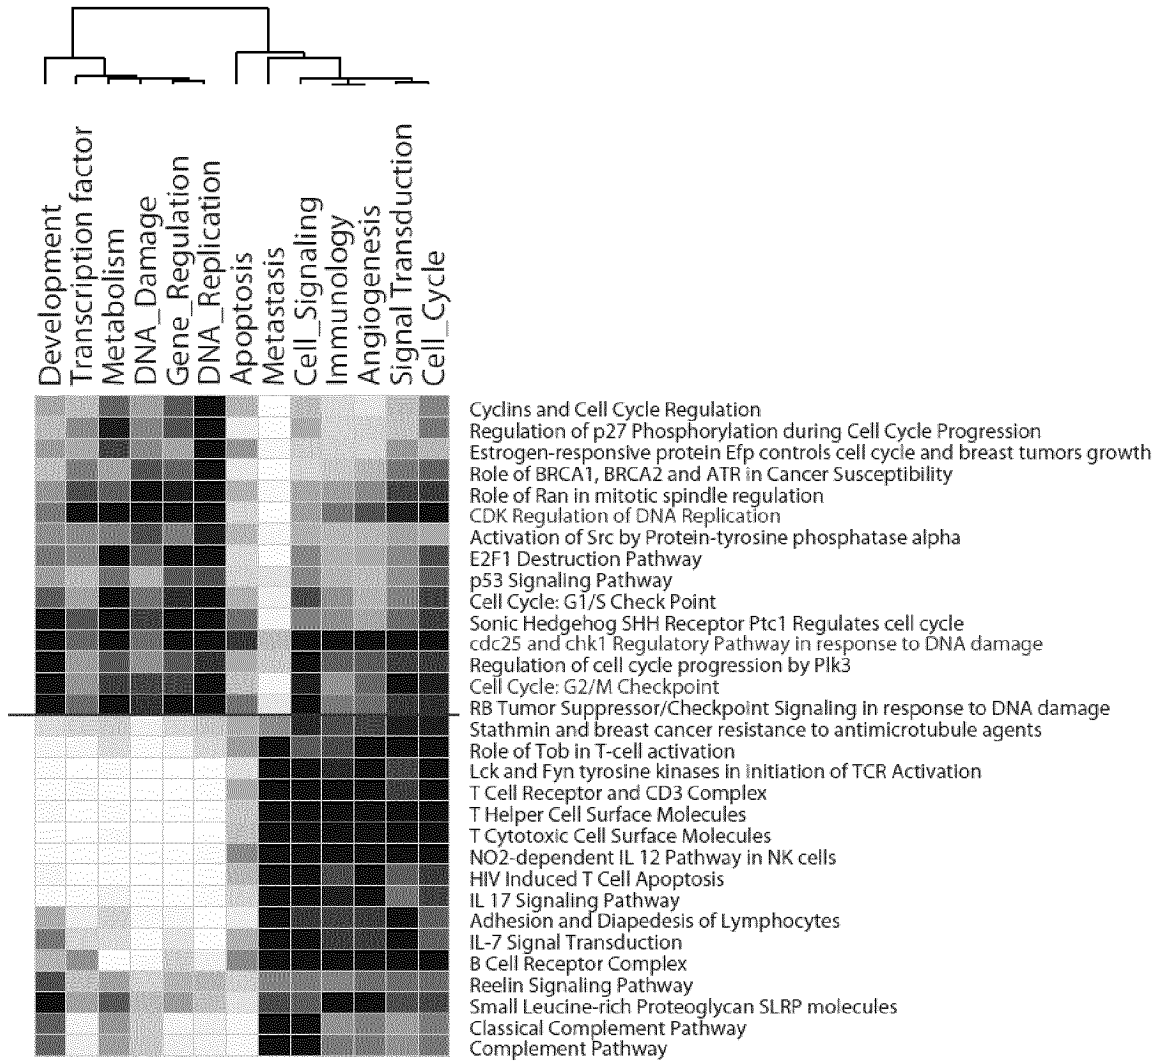 Development
Transcription factor
Metabolism
DNA_Damage
Gene_Regulation
DNA_Replication
Apoptosis
Metastasis
Cell_Signaling
Immunology
Angiogenesis
Signal Transduction
Cell_Cycle
Cyclins and Cell Cycle Regulation
Regulation of p27 Phosphorylation during Cell Cycle Progression
Estrogen-responsive protein Efp controls cell cycle and breast tumors growth
Role of BRCA1, BRCA2 and ATR in Cancer Susceptibility
Role of Ran in mitotic spindle regulation
CDK Regulation of DNA Replication
Activation of Src by Protein-tyrosine phosphatase alpha
E2F1 Destruction Pathway
p53 Signaling Pathway
Cell Cycle: G1/S Check Point
Sonic Hedgehog SHH Receptor Ptc1 Regulates cell cycle
cdc25 and chk1 Regulatory Pathway in response to DNA damage
Regulation of cell cycle progression by Plk3
Cell Cycle: G2/M Checkpoint
RB Tumor Suppressor/Checkpoint Signaling in response to DNA damage
Stathmin and breast cancer resistance to antimicrotubule agents
Role of Tob in T-cell activation
Lck and Fyn tyrosine kinases in initiation of TCR Activation
T Cell Receptor and CD3 Complex
T Helper Cell Surface Molecules
T Cytotoxic Cell Surface Molecules
NO2-dependent IL 12 Pathway in NK cells
HIV Induced T Cell Apoptosis
IL 17 Signaling Pathway
Adhesion and Diapedesis of Lymphocytes
IL-7 Signal Transduction
B Cell Receptor Complex
Reelin Signaling Pathway
Small Leucine-rich Proteoglycan SLRP molecules
Classical Complement Pathway
Complement Pathway